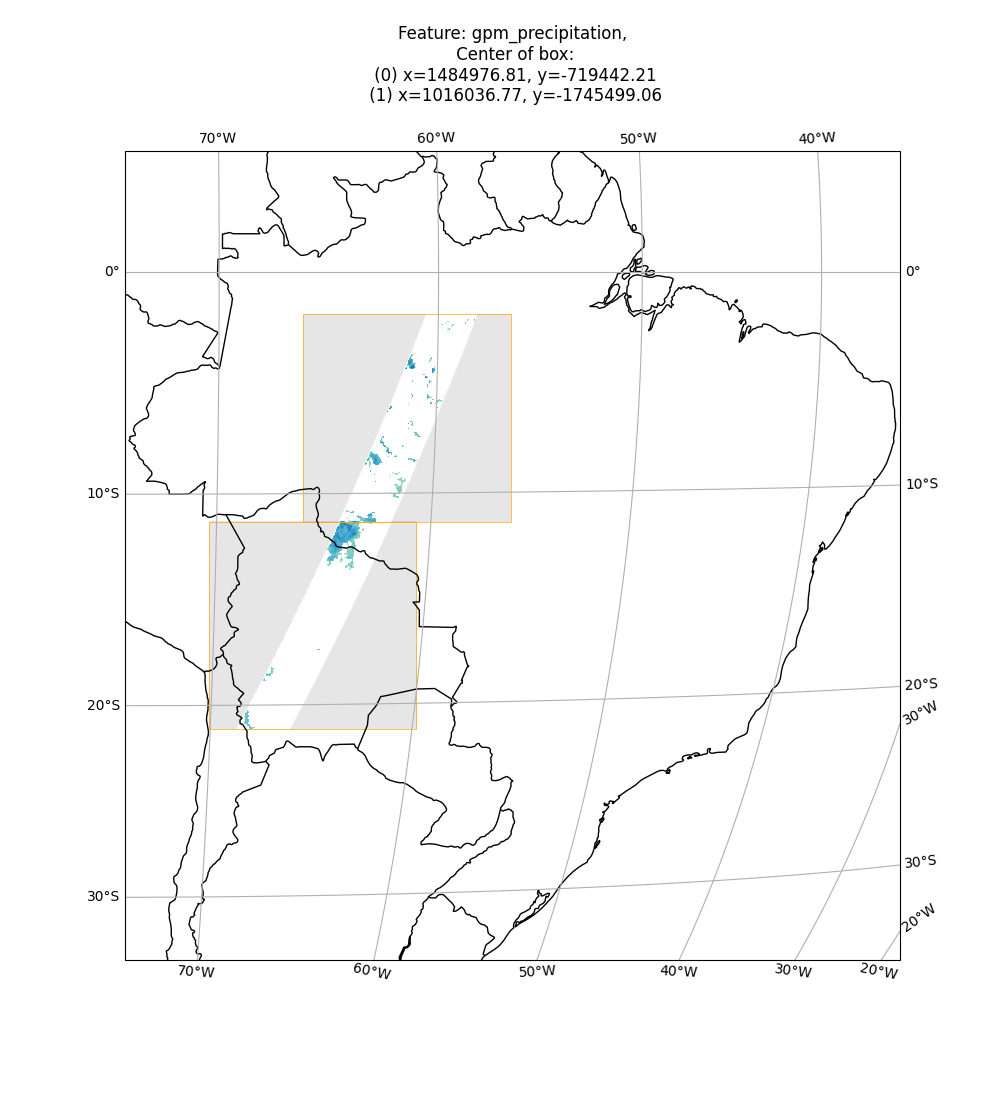 Feature: gpm_precipitation,
Center of box:
(0) x=1484976.81, y=-719442.21
(1) x=1016036.77, y=-1745499.06
70°W 60°W 50°W 40°W
0° 0°
10°S 10°S
20°S 20°S
30°W
30°S 30°S
20°W
70°W 60°W 50°W 40°W 30°W 20°W